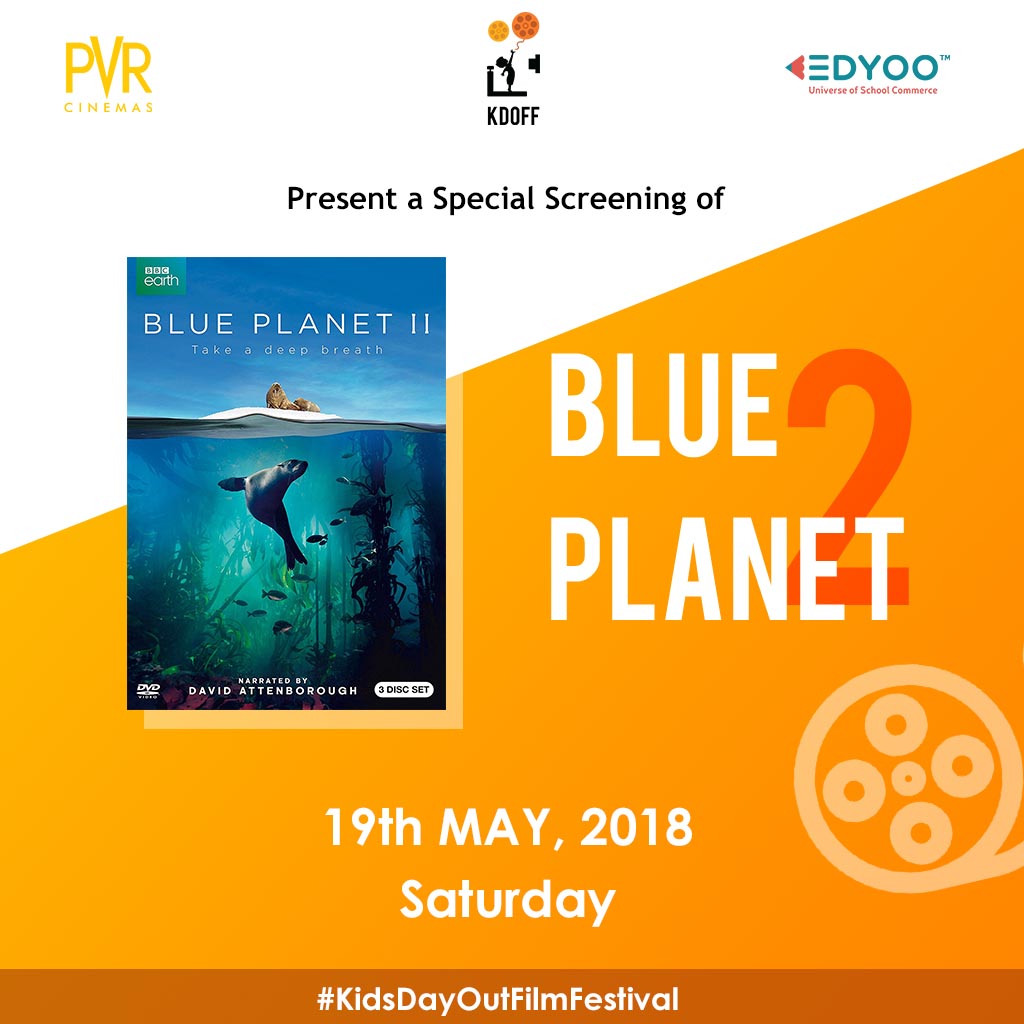 PVR
CINEMAS
KDOFF
EDYOO™
Universe of School Commerce
Present a Special Screening of
BBC
earth
BLUE PLANET II
Take a deep breath
NARRATED BY
DAVID ATTENBOROUGH
DVD
VIDEO
3 DISC SET
BLUE
PLANET
2
19th MAY, 2018
Saturday
#KidsDayOutFilmFestival